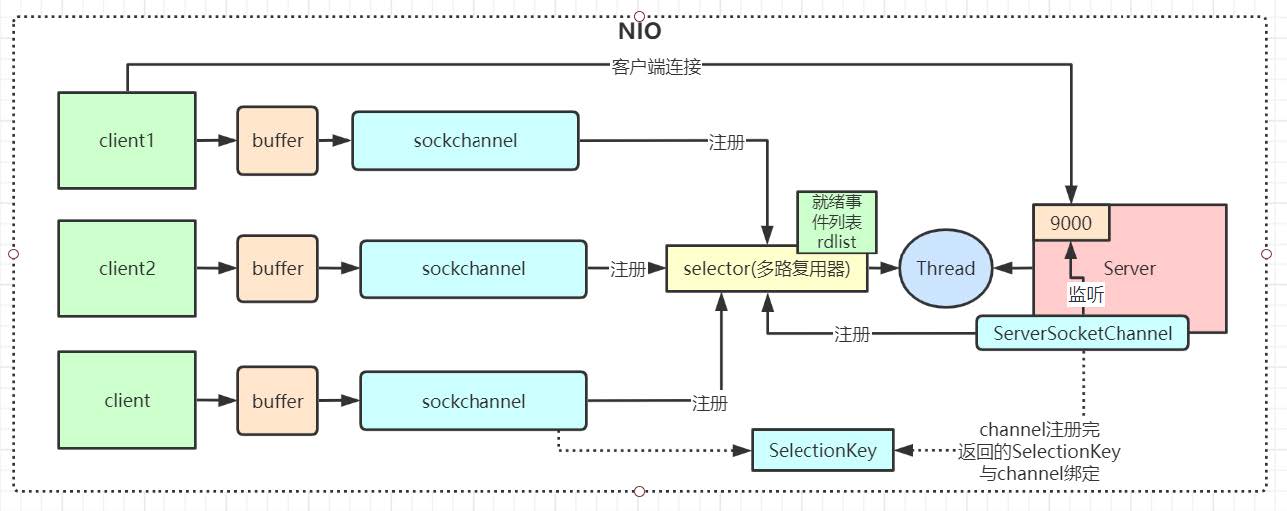 NIO
客户端连接
client1
buffer
sockchannel
注册
就绪事
件列表
rdlist
9000
client2
buffer
sockchannel
注册
selector(多路复用器)
Thread
Server
监听
注册
ServerSocketChannel
client
buffer
sockchannel
注册
SelectionKey
channel注册完
返回的SelectionKey
与channel绑定